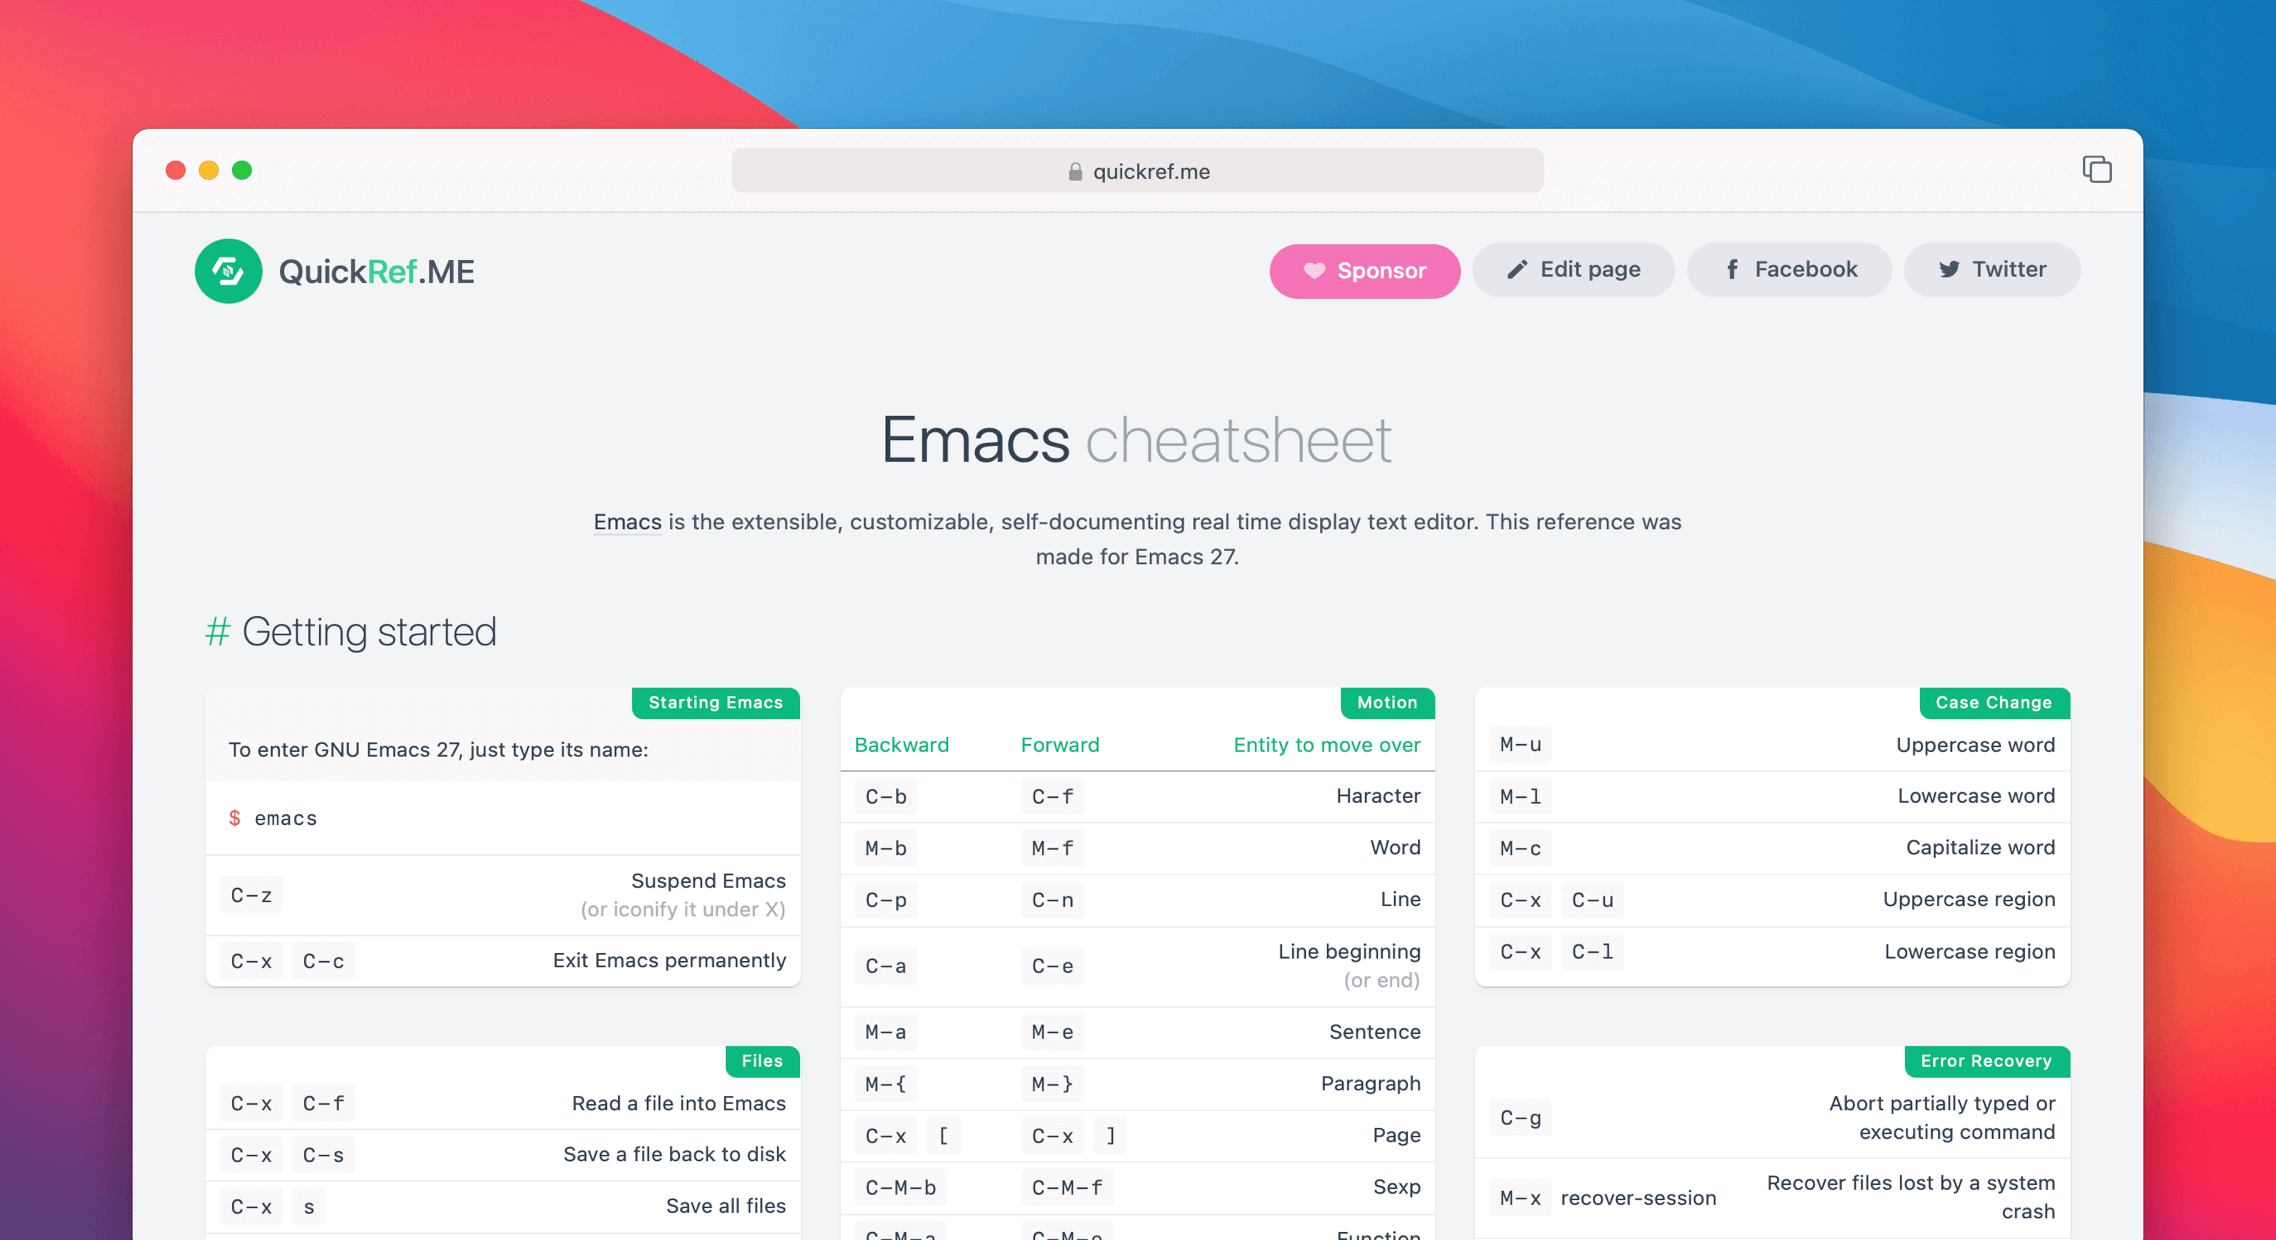 quickref.me
QuickRef.ME
Sponsor
Edit page
Facebook
Twitter
Emacs cheatsheet
Emacs is the extensible, customizable, self-documenting real time display text editor. This reference was
made for Emacs 27.
# Getting started
Starting Emacs
To enter GNU Emacs 27, just type its name:
$ emacs
C-z Suspend Emacs
(or iconify it under X)
C-x C-c Exit Emacs permanently
Files
C-x C-f Read a file into Emacs
C-x C-s Save a file back to disk
C-x s Save all files
Motion
Backward Forward Entity to move over
C-b C-f Haracter
M-b M-f Word
C-p C-n Line
C-a C-e Line beginning
(or end)
M-a M-e Sentence
M-{ M-} Paragraph
C-x [ C-x ] Page
C-M-b C-M-f Sexp
C-M-a C-M-e Function
Case Change
M-u Uppercase word
M-l Lowercase word
M-c Capitalize word
C-x C-u Uppercase region
C-x C-l Lowercase region
Error Recovery
C-g Abort partially typed or
executing command
M-x recover-session Recover files lost by a system
crash